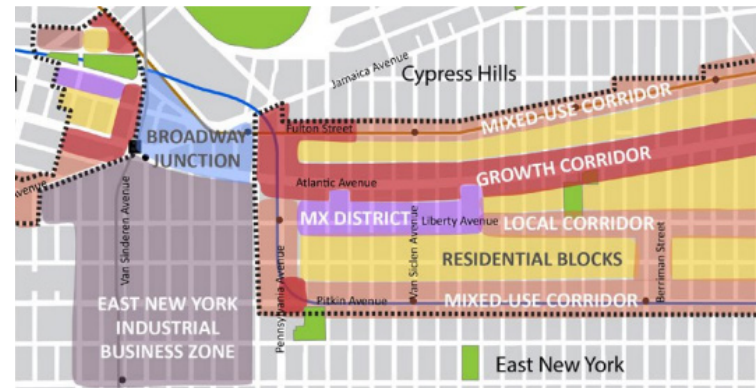 Jamaica Avenue
Cypress Hills
MIXED-USE CORRIDOR
Fulton Street
BROADWAY
JUNCTION
GROWTH CORRIDOR
Atlantic Avenue
MX DISTRICT
Liberty Avenue
LOCAL CORRIDOR
Van Sinderen Avenue
Van Siclen Avenue
Berriman Street
RESIDENTIAL BLOCKS
Pennsylvania Avenue
Pitkin Avenue
MIXED-USE CORRIDOR
EAST NEW YORK
INDUSTRIAL
BUSINESS ZONE
East New York